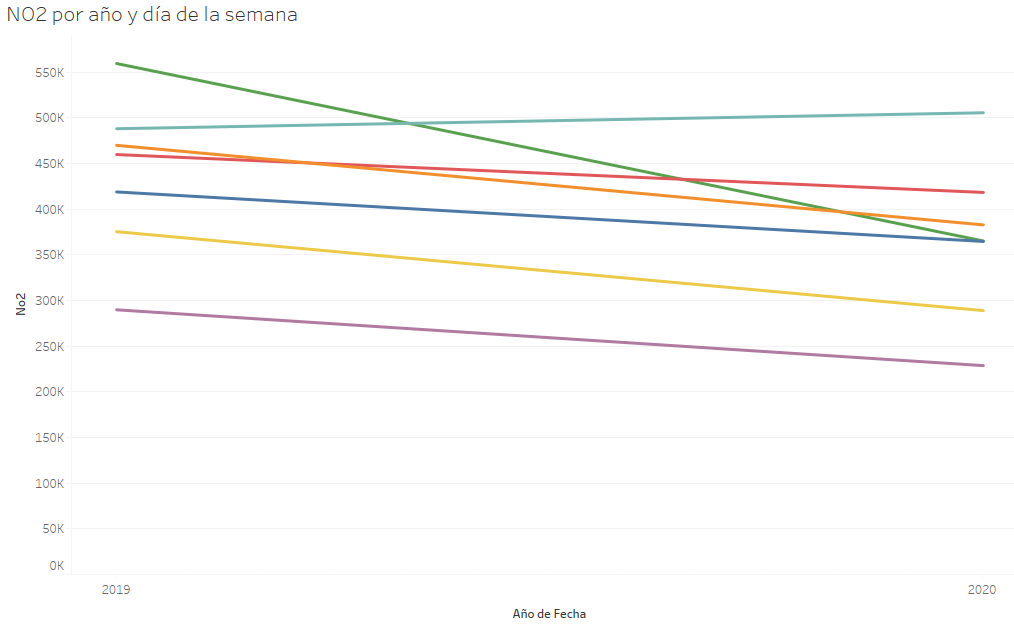 NO2 por año y día de la semana
550K
500K
450K
400K
350K
300K
250K
200K
150K
100K
50K
0K
No2
2019
2020
Año de Fecha